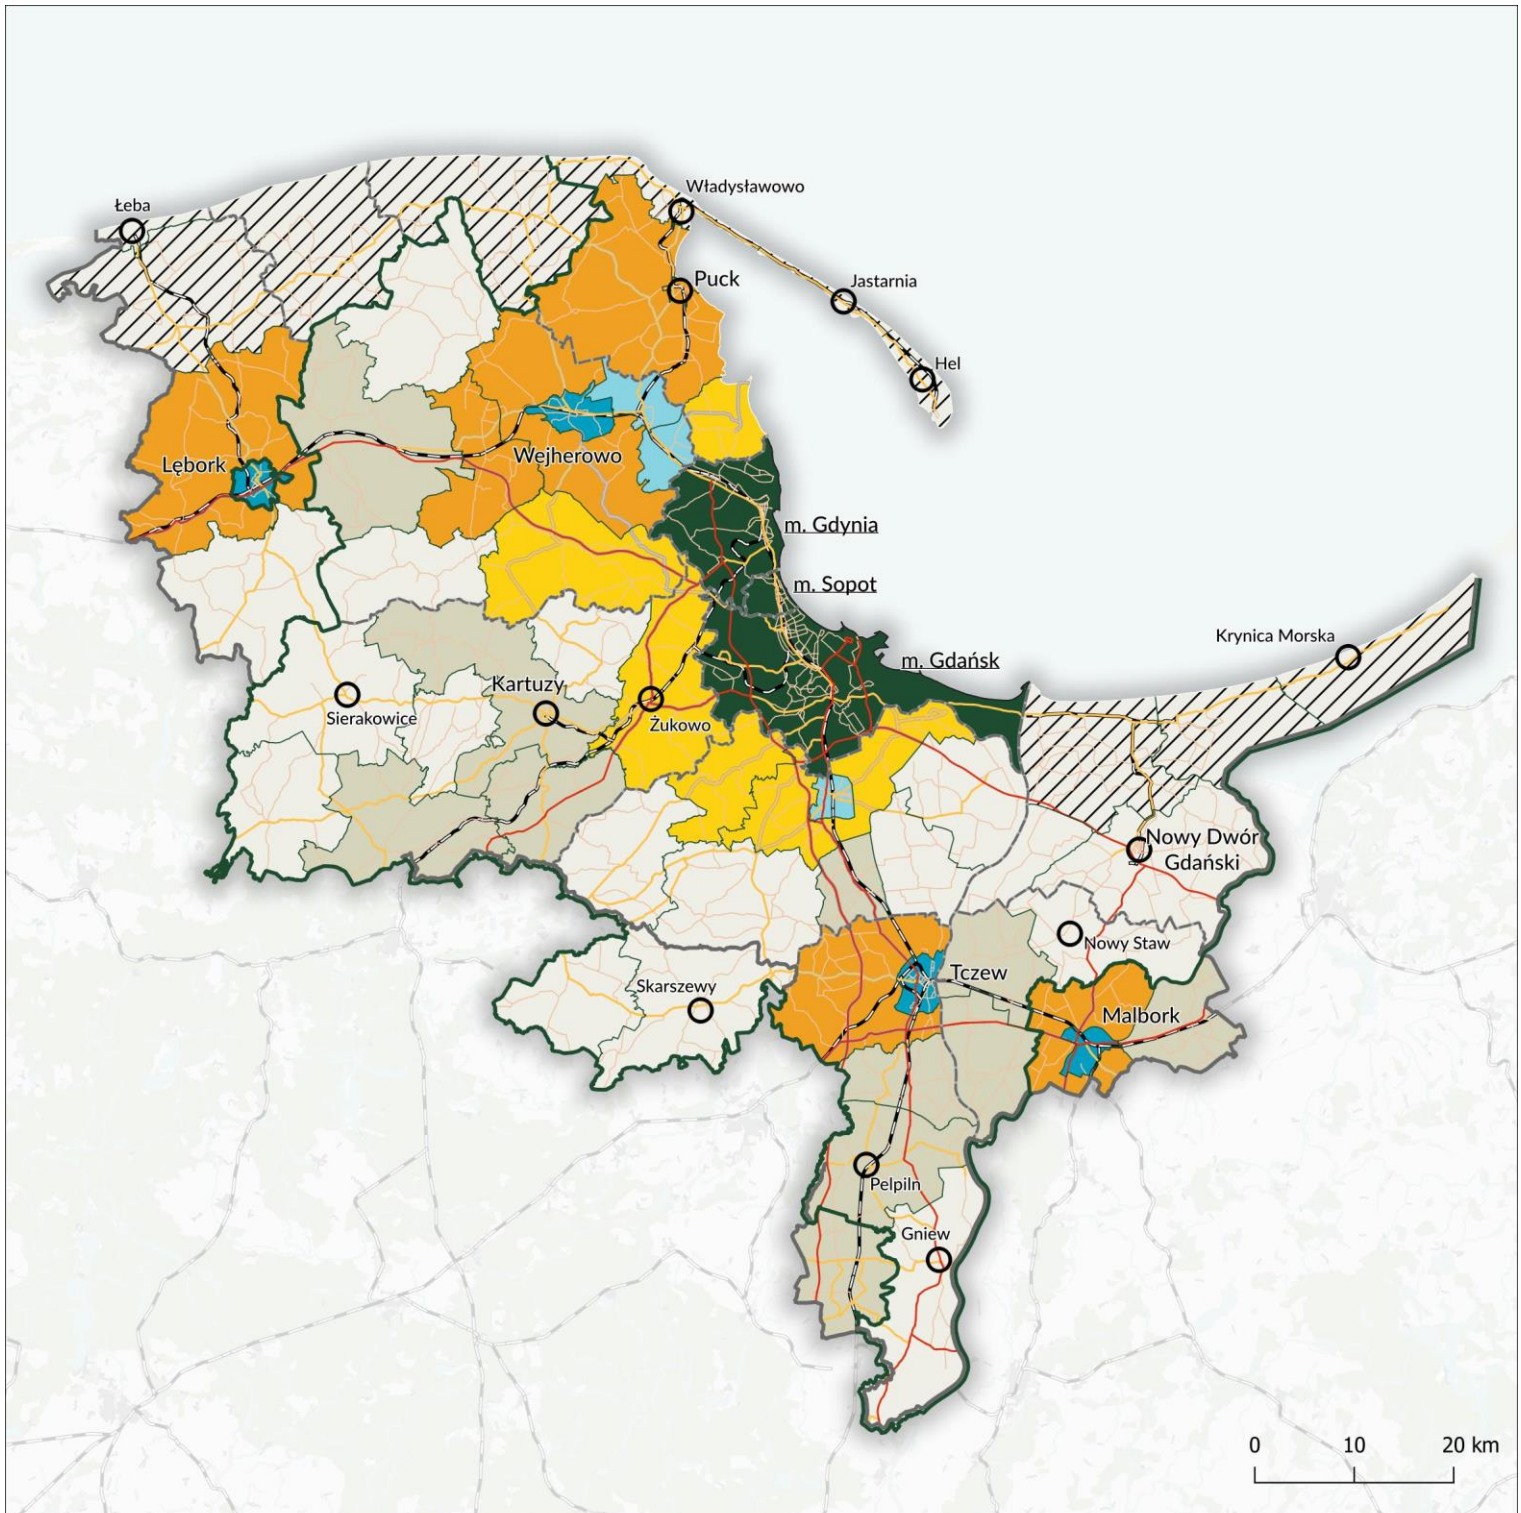 Władysławowo
Łeba
Puck
Jastarnia
Hel
Lębork
Wejherowo
m. Gdynia
m. Sopot
Krynica Morska
m. Gdańsk
Kartuzy
Sierakowice
Żukowo
Nowy Dwór
Gdański
Nowy Staw
Tczew
Skarszewy
Malbork
Pelpiln
Gniew
0 10 20 km